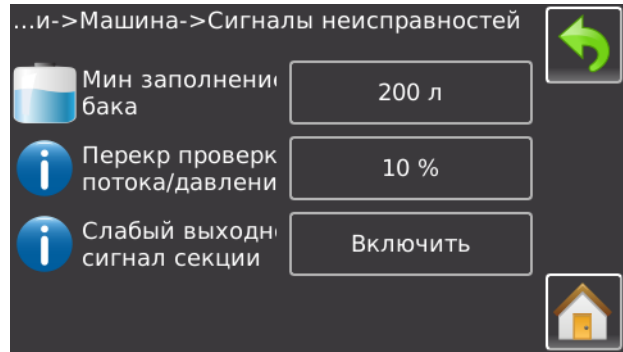 ...и->Машина->Сигналы неисправностей
Мин заполнени
бака
200 л
Перекр проверк
потока/давлени
10 %
Слабый выходн
сигнал секции
Включить